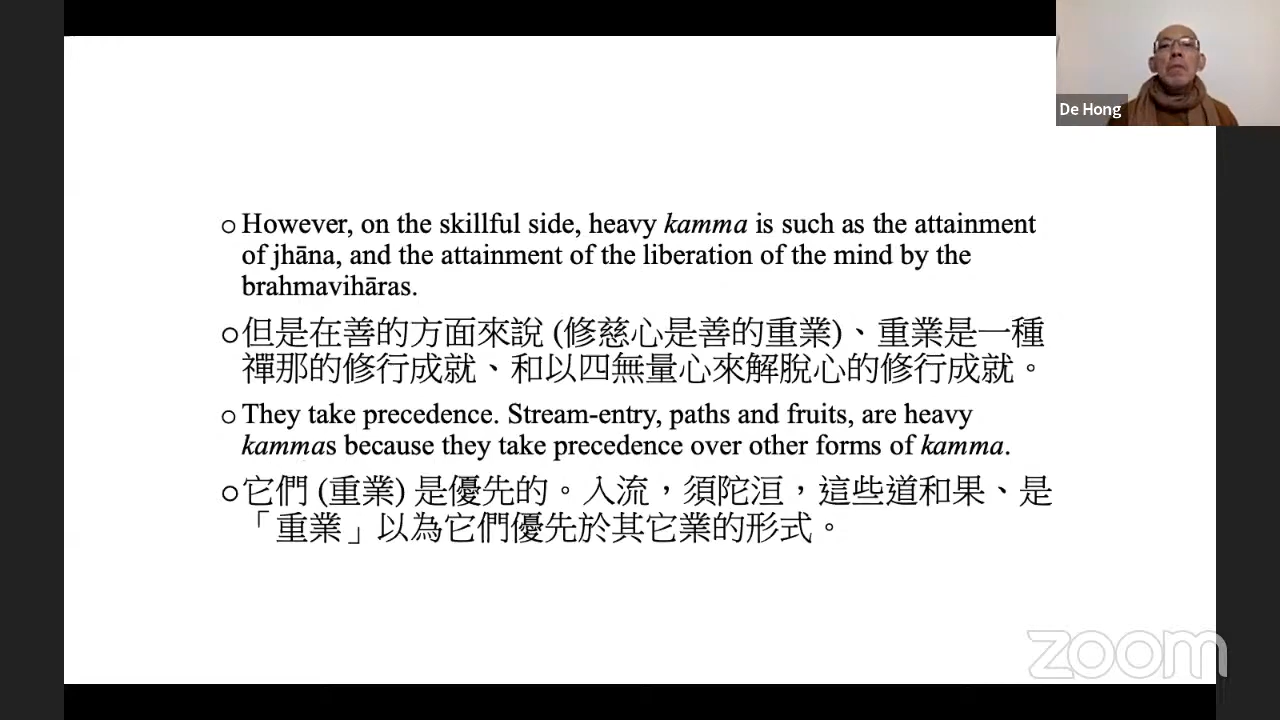 De Hong
However, on the skillful side, heavy kamma is such as the attainment
of jhāna, and the attainment of the liberation of the mind by the
brahmavihāras.
但是在善的方面來說 (修慈心是善的重業)、重業是一種
禪那的修行成就、和以四無量心來解脫心的修行成就。
They take precedence. Stream-entry, paths and fruits, are heavy
kammas because they take precedence over other forms of kamma.
它們 (重業) 是優先的。入流，須陀洹，這些道和果、是
「重業」以為它們優先於其它業的形式。
zoom